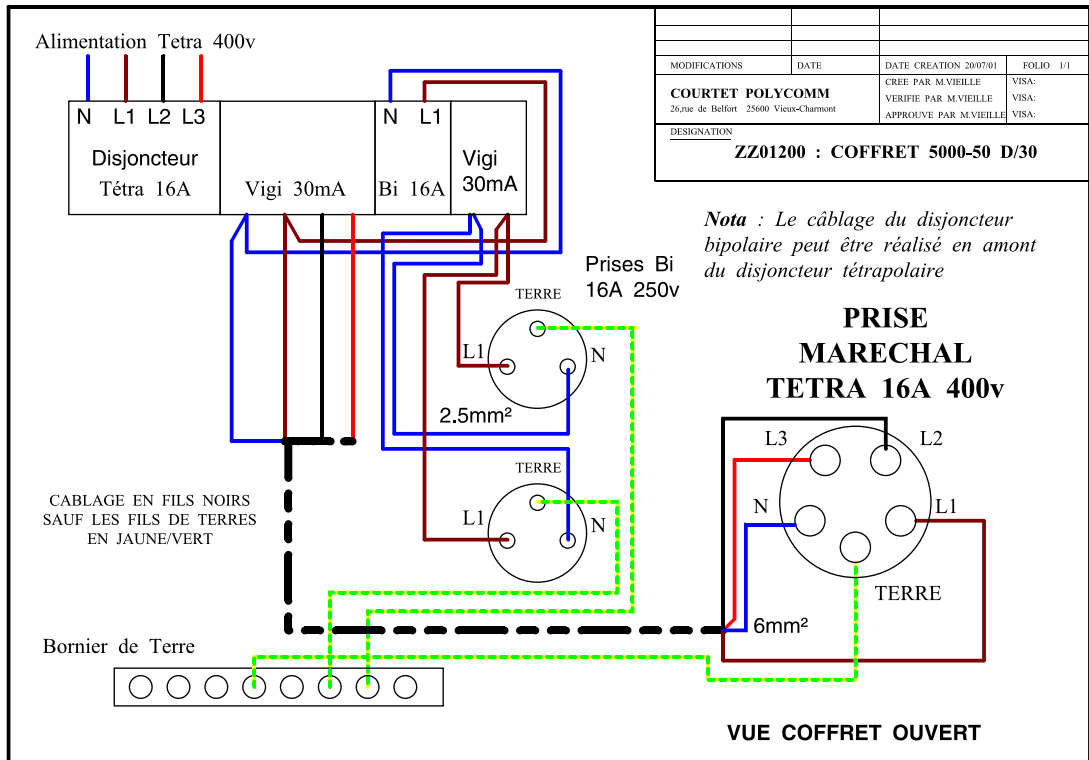 Alimentation Tetra 400v
N L1 L2 L3
Disjoncteur
Tétra 16A
Vigi 30mA
N L1
Bi 16A
Vigi
30mA
MODIFICATIONS DATE DATE CREATION 20/07/01 FOLIO 1/1
COURTET POLYCOMM
26,rue de Belfort 25600 Vieux-Charmont
CREE PAR M.VIEILLE VISA:
VERIFIE PAR M.VIEILLE VISA:
APPROUVE PAR M.VIEILLE VISA:
DESIGNATION
ZZ01200 : COFFRET 5000-50 D/30
Nota : Le câblage du disjoncteur
bipolaire peut être réalisé en amont
du disjoncteur tétrapolaire
Prises Bi
16A 250v
TERRE
L1 N
2.5mm²
PRISE
MARECHAL
TETRA 16A 400v
L3 L2
N L1
TERRE
6mm²
TERRE
L1 N
CABLAGE EN FILS NOIRS
SAUF LES FILS DE TERRES
EN JAUNE/VERT
Bornier de Terre
VUE COFFRET OUVERT